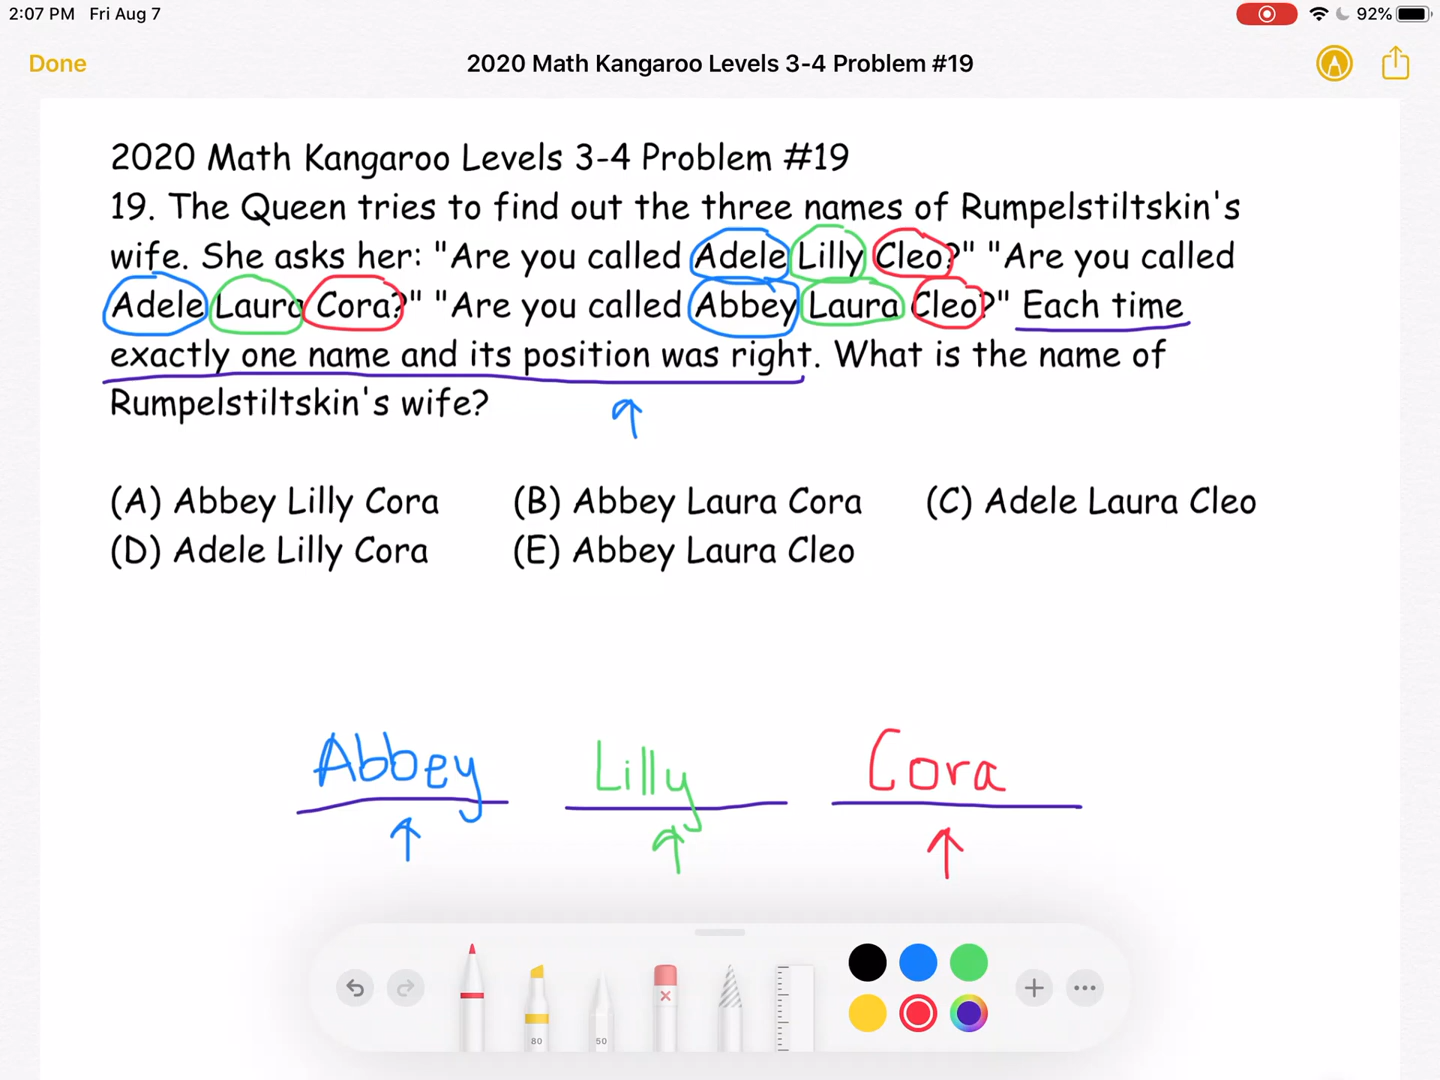 2:07 PM Fri Aug 7 92%
Done 2020 Math Kangaroo Levels 3-4 Problem #19
2020 Math Kangaroo Levels 3-4 Problem #19
19. The Queen tries to find out the three names of Rumpelstiltskin's
wife. She asks her: "Are you called Adele Lilly Cleo?" "Are you called
Adele Laura Cora?" "Are you called Abbey Laura Cleo?" Each time
exactly one name and its position was right. What is the name of
Rumpelstiltskin's wife?
(A) Abbey Lilly Cora (B) Abbey Laura Cora (C) Adele Laura Cleo
(D) Adele Lilly Cora (E) Abbey Laura Cleo
Abbey Lilly Cora
80 50